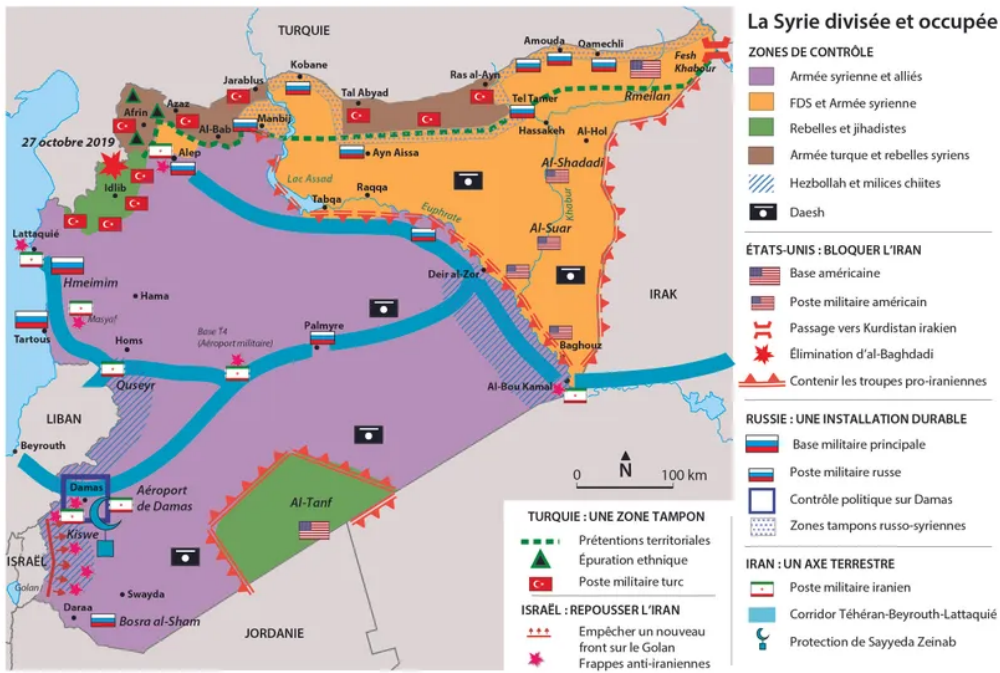 TURQUIE
Amouda
Qamechli
Kobane
Fesh
Khabour
Jarablus
Ras al-Ayn
Azaz
Afrin
Tal Abyad
Tel Tamer
Rmeilan
Manbij
Al-Bab
27 octobre 2019
Hassakeh
Al-Hol
Alep
Ayn Aissa
Al-Shadadi
Lac Assad
Idlib
Raqqa
Tabqa
Khabur
Euphrate
Al-Suar
Lattaquié
Deir al-Zor
Hmeimim
IRAK
Hama
Masyaf
Tartous
Homs
Base T4
(Aéroport militaire)
Palmyre
Baghouz
Quseyr
Al-Bou Kamal
LIBAN
Beyrouth
N
0
100 km
Damas
Aéroport
de Damas
Al-Tanf
Kiswe
ISRAËL
Golan
Swayda
Daraa
Bosra al-Sham
JORDANIE
TURQUIE : UNE ZONE TAMPON
Prétentions territoriales
Épuration ethnique
Poste militaire turc
ISRAËL : REPOUSSER L'IRAN
Empêcher un nouveau
front sur le Golan
Frappes anti-iraniennes
La Syrie divisée et occupée
ZONES DE CONTRÔLE
Armée syrienne et alliés
FDS et Armée syrienne
Rebelles et jihadistes
Armée turque et rebelles syriens
Hezbollah et milices chiites
Daesh
ÉTATS-UNIS : BLOQUER L'IRAN
Base américaine
Poste militaire américain
Passage vers Kurdistan irakien
Élimination d'al-Baghdadi
Contenir les troupes pro-iraniennes
RUSSIE : UNE INSTALLATION DURABLE
Base militaire principale
Poste militaire russe
Contrôle politique sur Damas
Zones tampons russo-syriennes
IRAN : UN AXE TERRESTRE
Poste militaire iranien
Corridor Téhéran-Beyrouth-Lattaquié
Protection de Sayyeda Zeinab